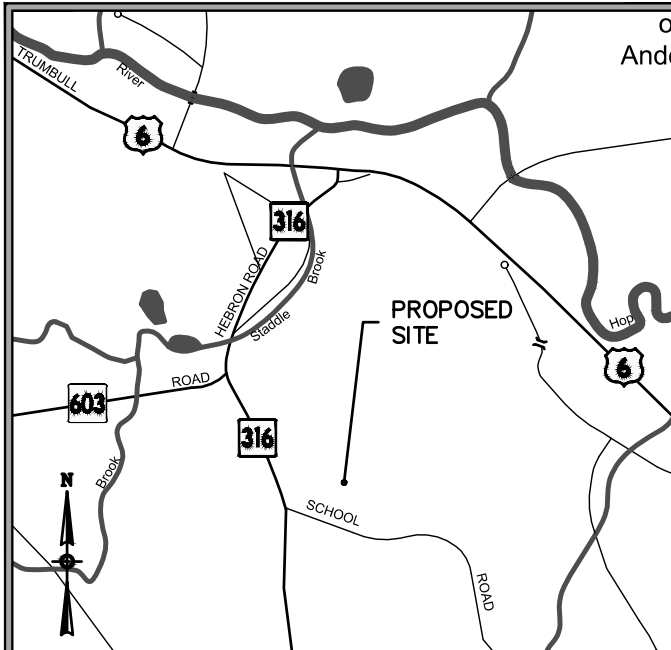 TRUMBULL
River
6
316
HEBRON ROAD
Staddle
Brook
PROPOSED
SITE
Hop
6
ROAD
603
316
Brook
N
SCHOOL
ROAD